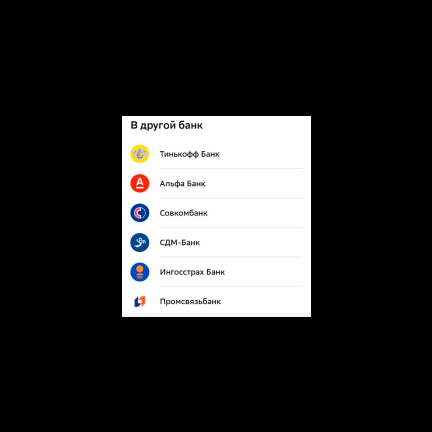 В другой банк
Тинькофф Банк
Альфа Банк
Совкомбанк
СДМ-Банк
Ингосстрах Банк
Промсвязьбанк